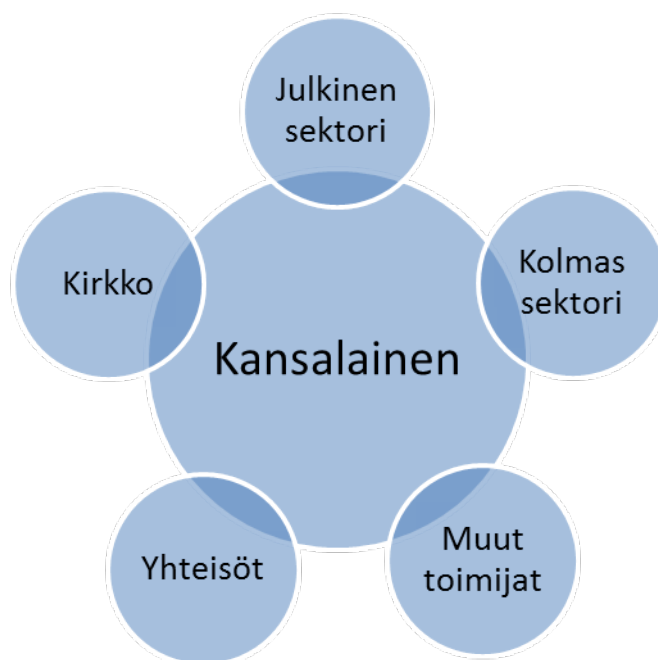 Julkinen
sektori
Kirkko
Kolmas
sektori
Kansalainen
Yhteisöt
Muut
toimijat